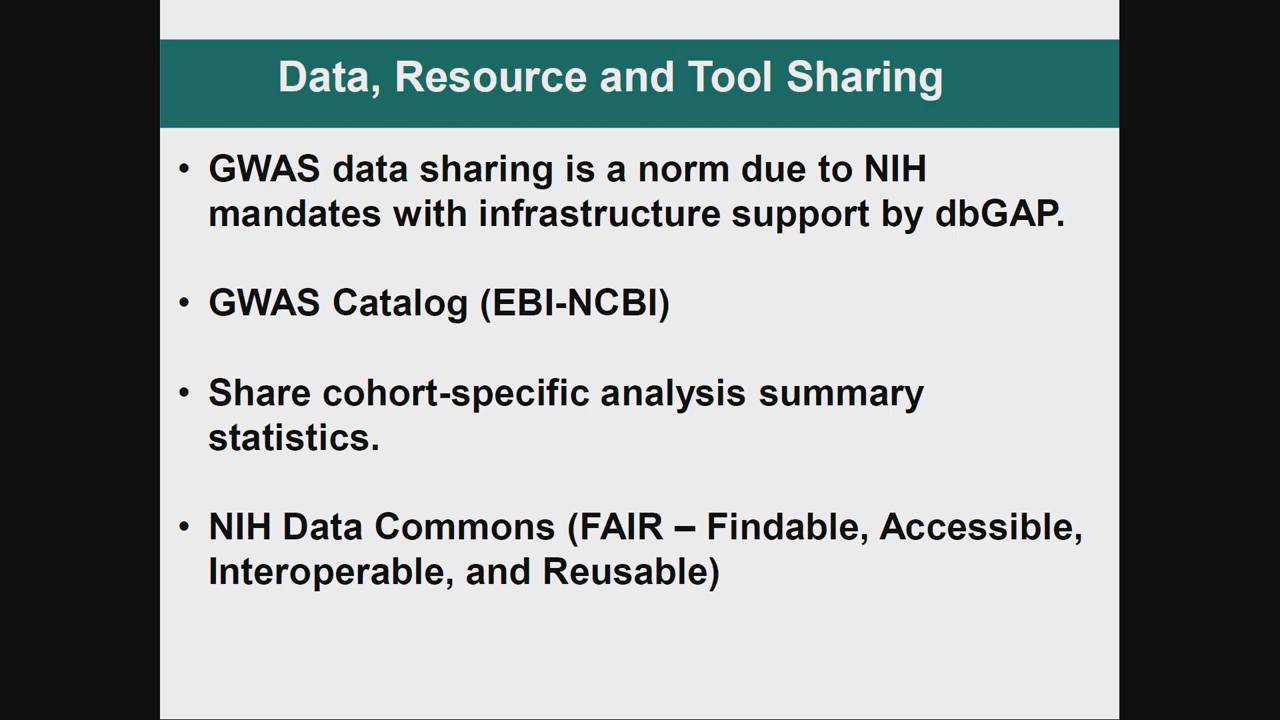 Data, Resource and Tool Sharing
• GWAS data sharing is a norm due to NIH
mandates with infrastructure support by dbGAP.
• GWAS Catalog (EBI-NCBI)
• Share cohort-specific analysis summary
statistics.
• NIH Data Commons (FAIR – Findable, Accessible,
Interoperable, and Reusable)